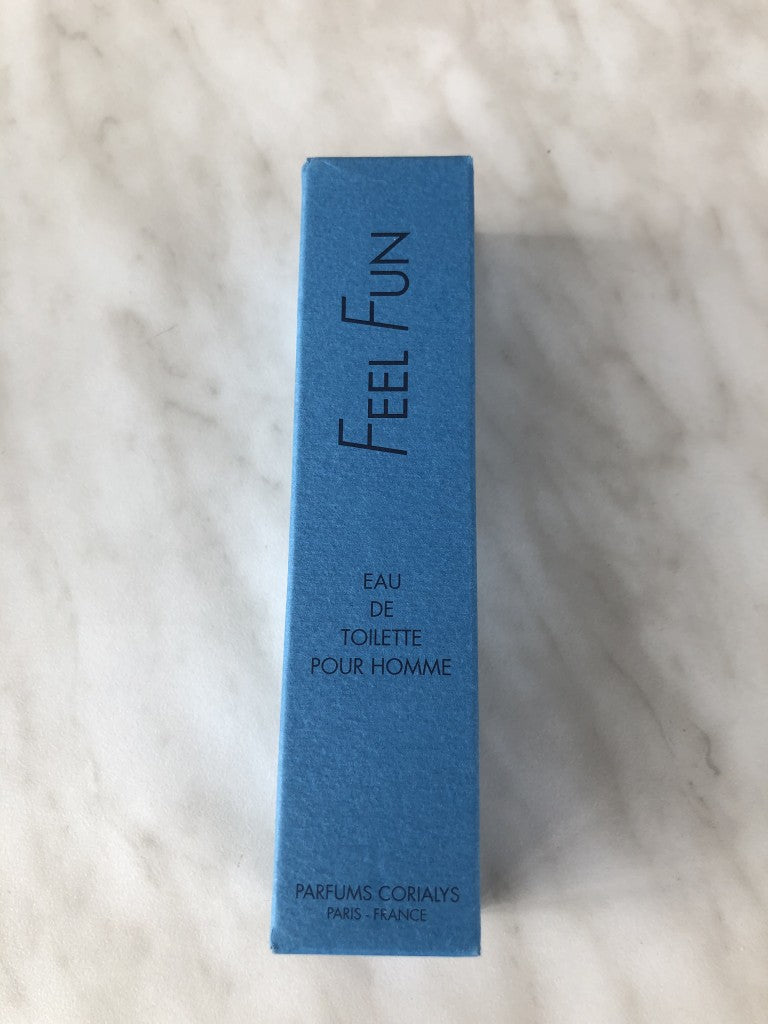 FEEL FUN
EAU
DE
TOILETTE
POUR HOMME
PARFUMS CORIALYS
PARIS - FRANCE